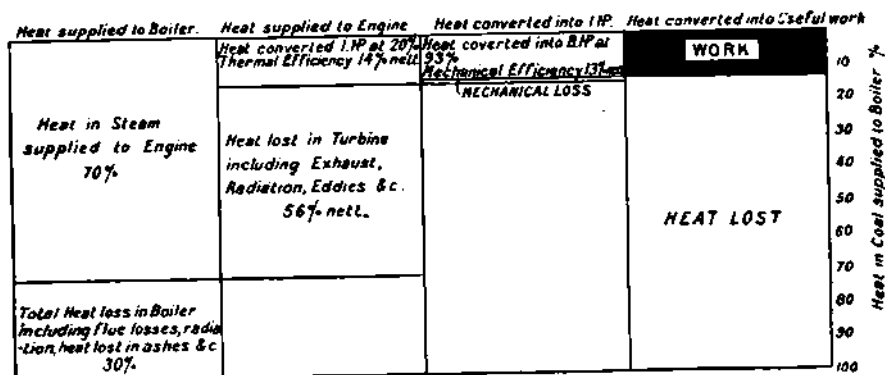 Heat supplied to Boiler.
Heat supplied to Engine
Heat converted into I.HP.
Heat converted into Useful work
Heat in Steam
supplied to Engine
70%
Total Heat loss in Boiler
including flue losses, radia
-tion, heat lost in ashes &c
30%
Heat converted I.HP at 20%
Thermal Efficiency 14% nett.
Heat lost in Turbine
including Exhaust,
Radiation, Eddies &c.
56% nett.
Heat coverted into B.HP at
93%
Mechanical Efficiency 13%
MECHANICAL LOSS
WORK
HEAT LOST
10
20
30
40
50
60
70
80
90
100
Heat in Coal supplied to Boiler %